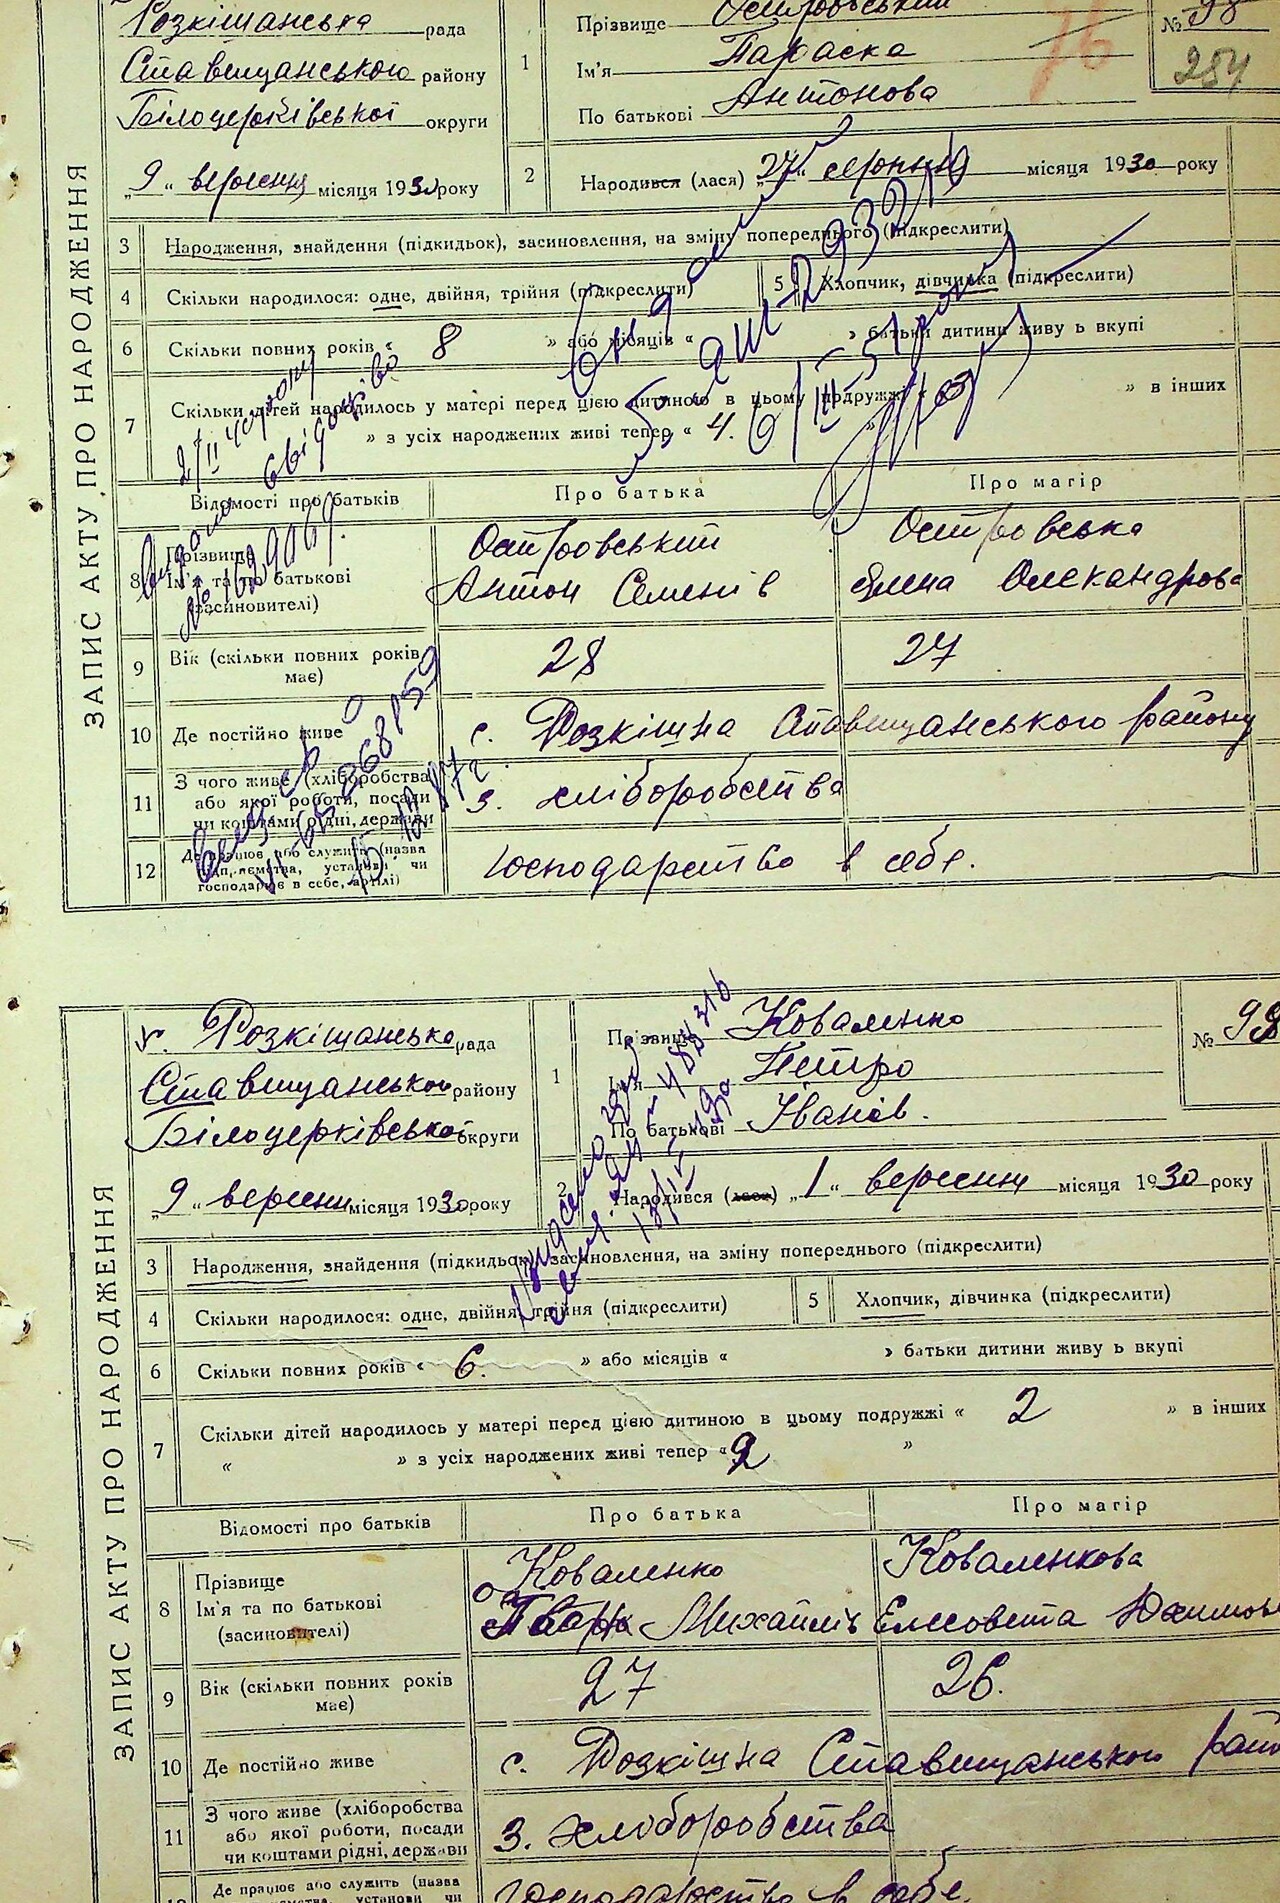 ЗАПИС АКТУ ПРО НАРОДЖЕННЯ
Розкішанська рада
Ставищанського району
Білоцерківської округи
„9" вересня місяця 1930 року
1
Прізвище Островський
Ім'я Параска
По батькові Антонова
№ 98
76
254
2
Народився (лася) „27" серпня місяця 1930 року
3 Народження, знайдення (підкидьок), засиновлення, на зміну попереднього (підкреслити)
4 Скільки народилося: одне, двійня, трійня (підкреслити)
5 Хлопчик, дівчинка (підкреслити)
6 Скільки повних років « 8 » або місяців « » батьки дитини живу ь вкупі
7 Скільки дітей народилось у матері перед цією дитиною в цьому подружжі « » в інших
» з усіх народжених живі тепер « 4.
Відомості про батьків Про батька Про матір
8 Прізвище
Ім'я та по батькові
(засиновителі)
Островський
Антон Семенів
Островська
Олександрова
9 Вік (скільки повних років має) 28 27
10 Де постійно живе с. Розкішна Ставищанського району
11 З чого живе (хліборобства
або якої роботи, посади
чи коштами рідні, держави
з. хліборобства
12 Де працює або служить (назва
підприємства, установи чи
господарює в себе, артілі)
Господарство в себе.
ЗАПИС АКТУ ПРО НАРОДЖЕННЯ
Розкішанська рада
Ставищанського району
Білоцерківської округи
„9" вересня місяця 1930 року
1
Прізвище Коваленко
Ім'я Петро
По батькові Іванів.
№ 99
2
Народився (лася) „1" вересня місяця 1930 року
3 Народження, знайдення (підкидьок), засиновлення, на зміну попереднього (підкреслити)
4 Скільки народилося: одне, двійня, трійня (підкреслити)
5 Хлопчик, дівчинка (підкреслити)
6 Скільки повних років « 6. » або місяців « » батьки дитини живу ь вкупі
7 Скільки дітей народилось у матері перед цією дитиною в цьому подружжі « 2 » в інших
« » з усіх народжених живі тепер « 2 »
Відомості про батьків Про батька Про матір
8 Прізвище
Ім'я та по батькові
(засиновителі)
Коваленко
Михайлів
Коваленкова
Єлисовета
9 Вік (скільки повних років має) 27 26.
10 Де постійно живе с. Розкішна Ставищанського
11 З чого живе (хліборобства
або якої роботи, посади
чи коштами рідні, держави
З. хліборобства
Де працює або служить (назва
установи чи
господарство в себе